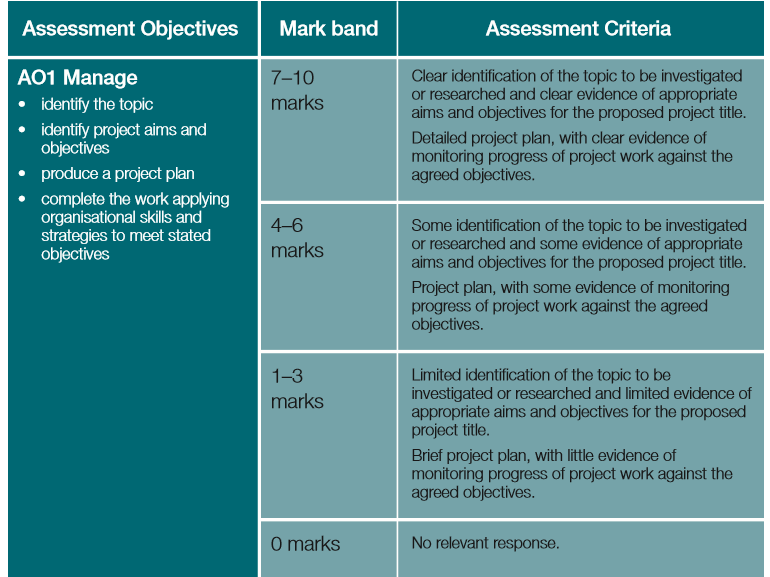 Assessment Objectives
Mark band
Assessment Criteria
AO1 Manage
• identify the topic
• identify project aims and
objectives
• produce a project plan
• complete the work applying
organisational skills and
strategies to meet stated
objectives
7–10
marks
Clear identification of the topic to be investigated
or researched and clear evidence of appropriate
aims and objectives for the proposed project title.
Detailed project plan, with clear evidence of
monitoring progress of project work against the
agreed objectives.
4–6
marks
Some identification of the topic to be investigated
or researched and some evidence of appropriate
aims and objectives for the proposed project title.
Project plan, with some evidence of monitoring
progress of project work against the agreed
objectives.
1–3
marks
Limited identification of the topic to be
investigated or researched and limited evidence of
appropriate aims and objectives for the proposed
project title.
Brief project plan, with little evidence of
monitoring progress of project work against the
agreed objectives.
0 marks
No relevant response.